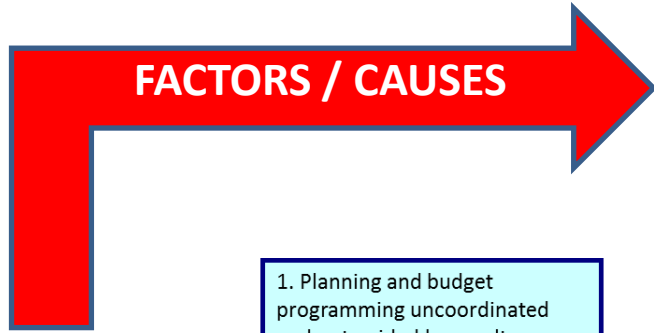 FACTORS / CAUSES
1. Planning and budget
programming uncoordinated